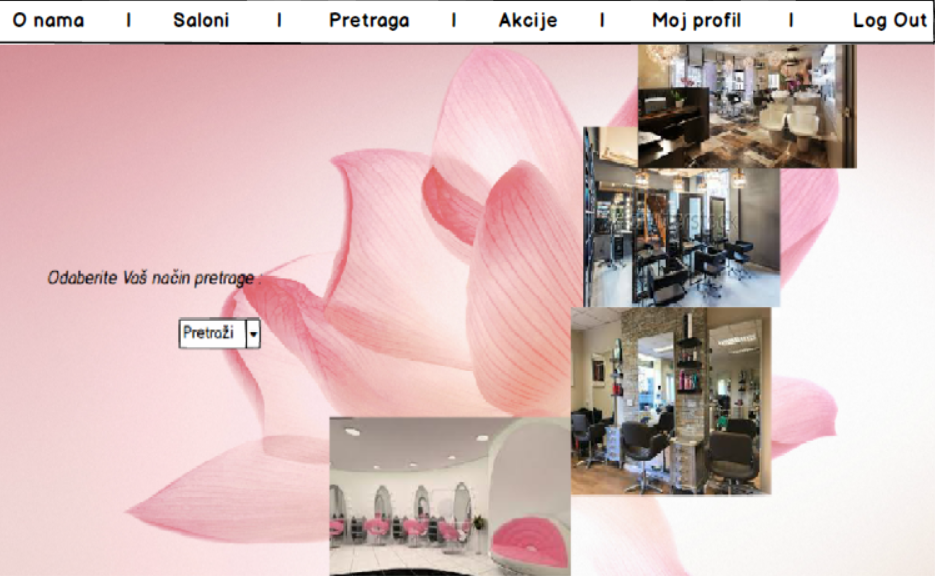 O nama | Saloni | Pretraga | Akcije | Moj profil | Log Out
Odaberite Vaš način pretrage :
Pretraži